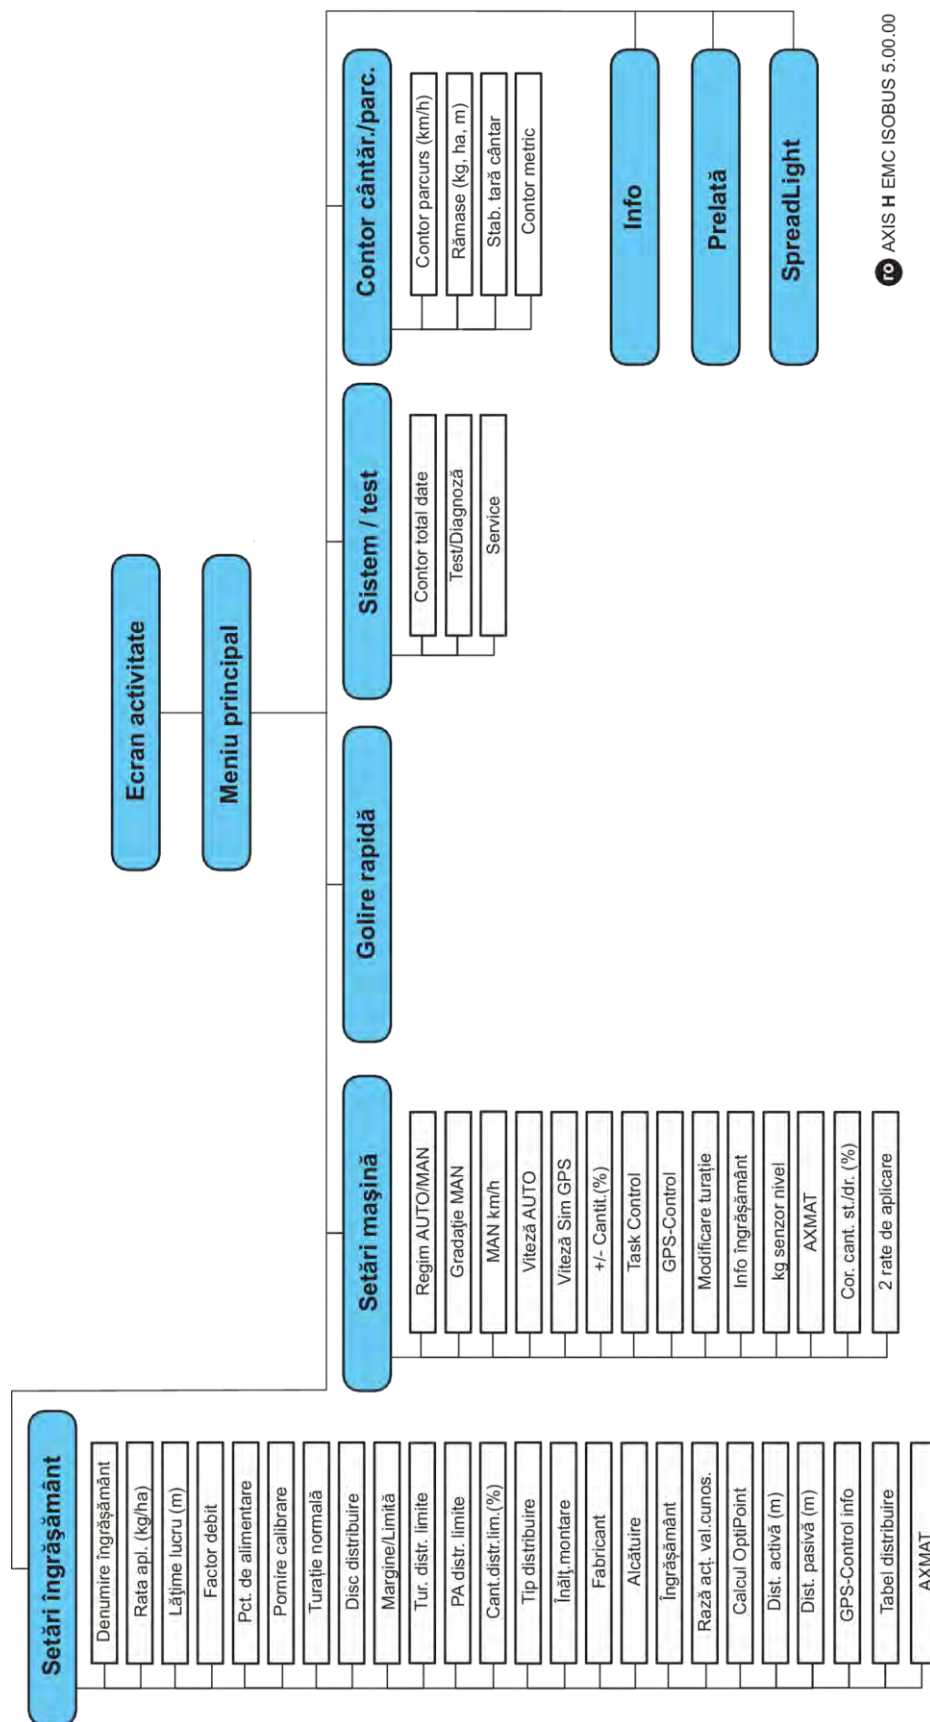 Ecran activitate
Meniu principal
Setări îngrăşământ
Denumire îngrăşământ
Rata apl. (kg/ha)
Lăţime lucru (m)
Factor debit
Pct. de alimentare
Pornire calibrare
Turaţie normală
Disc distribuire
Margine/Limită
Tur. distr. limite
PA distr. limite
Cant.distr.lim.(%)
Tip distribuire
Înălţ.montare
Fabricant
Alcătuire
Îngrăşământ
Rază acţ. val.cunos.
Calcul OptiPoint
Dist. activă (m)
Dist. pasivă (m)
GPS-Control info
Tabel distribuire
AXMAT
Setări maşină
Regim AUTO/MAN
Gradaţie MAN
MAN km/h
Viteză AUTO
Viteză Sim GPS
+/- Cantit.(%)
Task Control
GPS-Control
Modificare turaţie
Info îngrăşământ
kg senzor nivel
AXMAT
Cor. cant. st./dr. (%)
2 rate de aplicare
Golire rapidă
Sistem / test
Contor total date
Test/Diagnoză
Service
Contor cântăr./parc.
Contor parcurs (km/h)
Rămase (kg, ha, m)
Stab. tară cântar
Contor metric
Info
Prelată
SpreadLight
ro AXIS H EMC ISOBUS 5.00.00